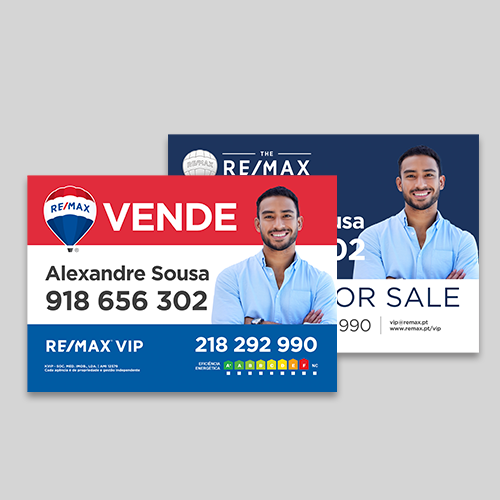 RE/MAX
VENDE
Alexandre Sousa
918 656 302
RE/MAX VIP
218 292 990
EFICIÊNCIA
ENERGÉTICA
A+ A B B- C D E F NC
THE
RE/MAX
usa
02
OR SALE
990
vip@remax.pt
www.remax.pt/vip